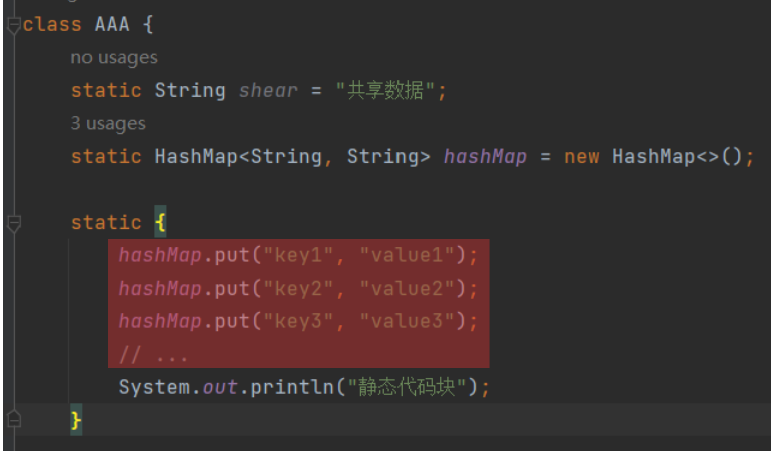 class AAA {
no usages
static String shear = "共享数据";
3 usages
static HashMap<String, String> hashMap = new HashMap<>();
static {
hashMap.put("key1", "value1");
hashMap.put("key2", "value2");
hashMap.put("key3", "value3");
// ...
System.out.println("静态代码块");
}